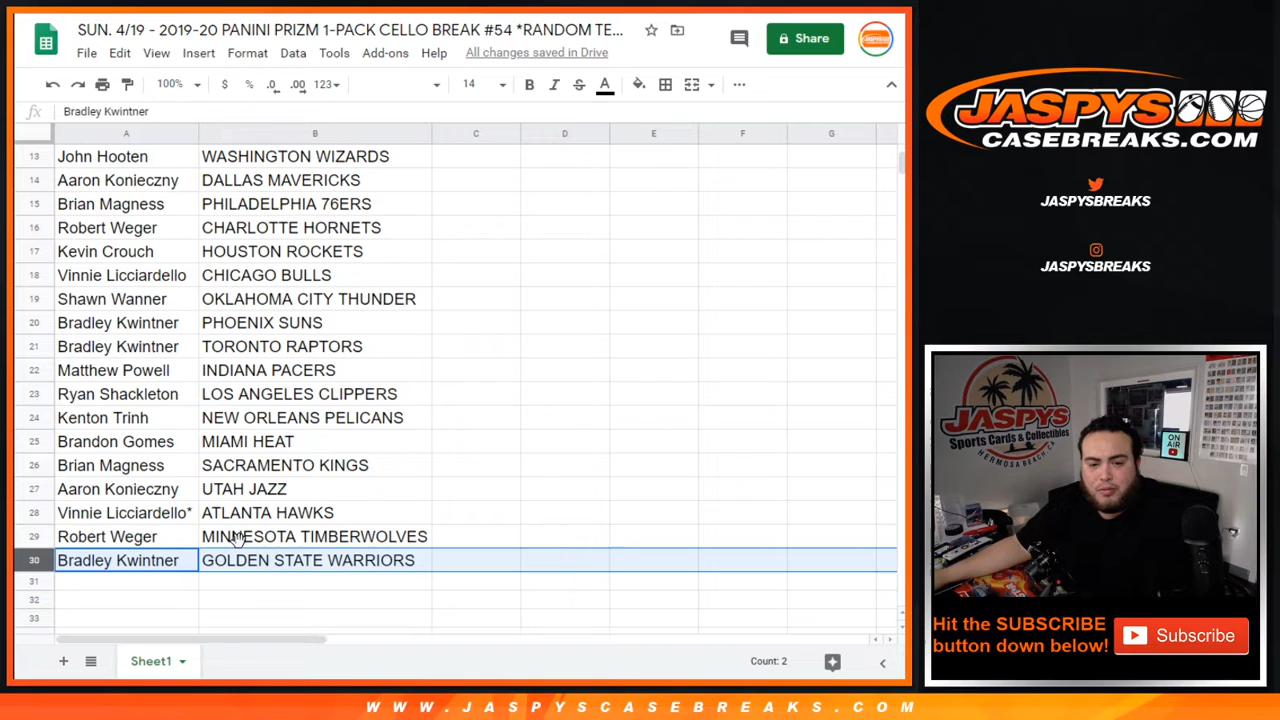 SUN. 4/19 - 2019-20 PANINI PRIZM 1-PACK CELLO BREAK #54 *RANDOM TE...
Share
File Edit View Insert Format Data Tools Add-ons Help All changes saved in Drive
100% $ % .0 .00 123 14 B I S A
fx Bradley Kwintner
A B C D E F G
13 John Hooten WASHINGTON WIZARDS
14 Aaron Konieczny DALLAS MAVERICKS
15 Brian Magness PHILADELPHIA 76ERS
16 Robert Weger CHARLOTTE HORNETS
17 Kevin Crouch HOUSTON ROCKETS
18 Vinnie Licciardello CHICAGO BULLS
19 Shawn Wanner OKLAHOMA CITY THUNDER
20 Bradley Kwintner PHOENIX SUNS
21 Bradley Kwintner TORONTO RAPTORS
22 Matthew Powell INDIANA PACERS
23 Ryan Shackleton LOS ANGELES CLIPPERS
24 Kenton Trinh NEW ORLEANS PELICANS
25 Brandon Gomes MIAMI HEAT
26 Brian Magness SACRAMENTO KINGS
27 Aaron Konieczny UTAH JAZZ
28 Vinnie Licciardello* ATLANTA HAWKS
29 Robert Weger MINNESOTA TIMBERWOLVES
30 Bradley Kwintner GOLDEN STATE WARRIORS
31
32
33
Sheet1
Count: 2
JASPYS
CASEBREAKS.COM
JASPYSBREAKS
JASPYSBREAKS
JASPYS
Sports Cards & Collectibles
HERMOSA BEACH, CA
ON
AIR
Hit the SUBSCRIBE
button down below!
Subscribe
WWW.JASPYSCASEBREAKS.COM